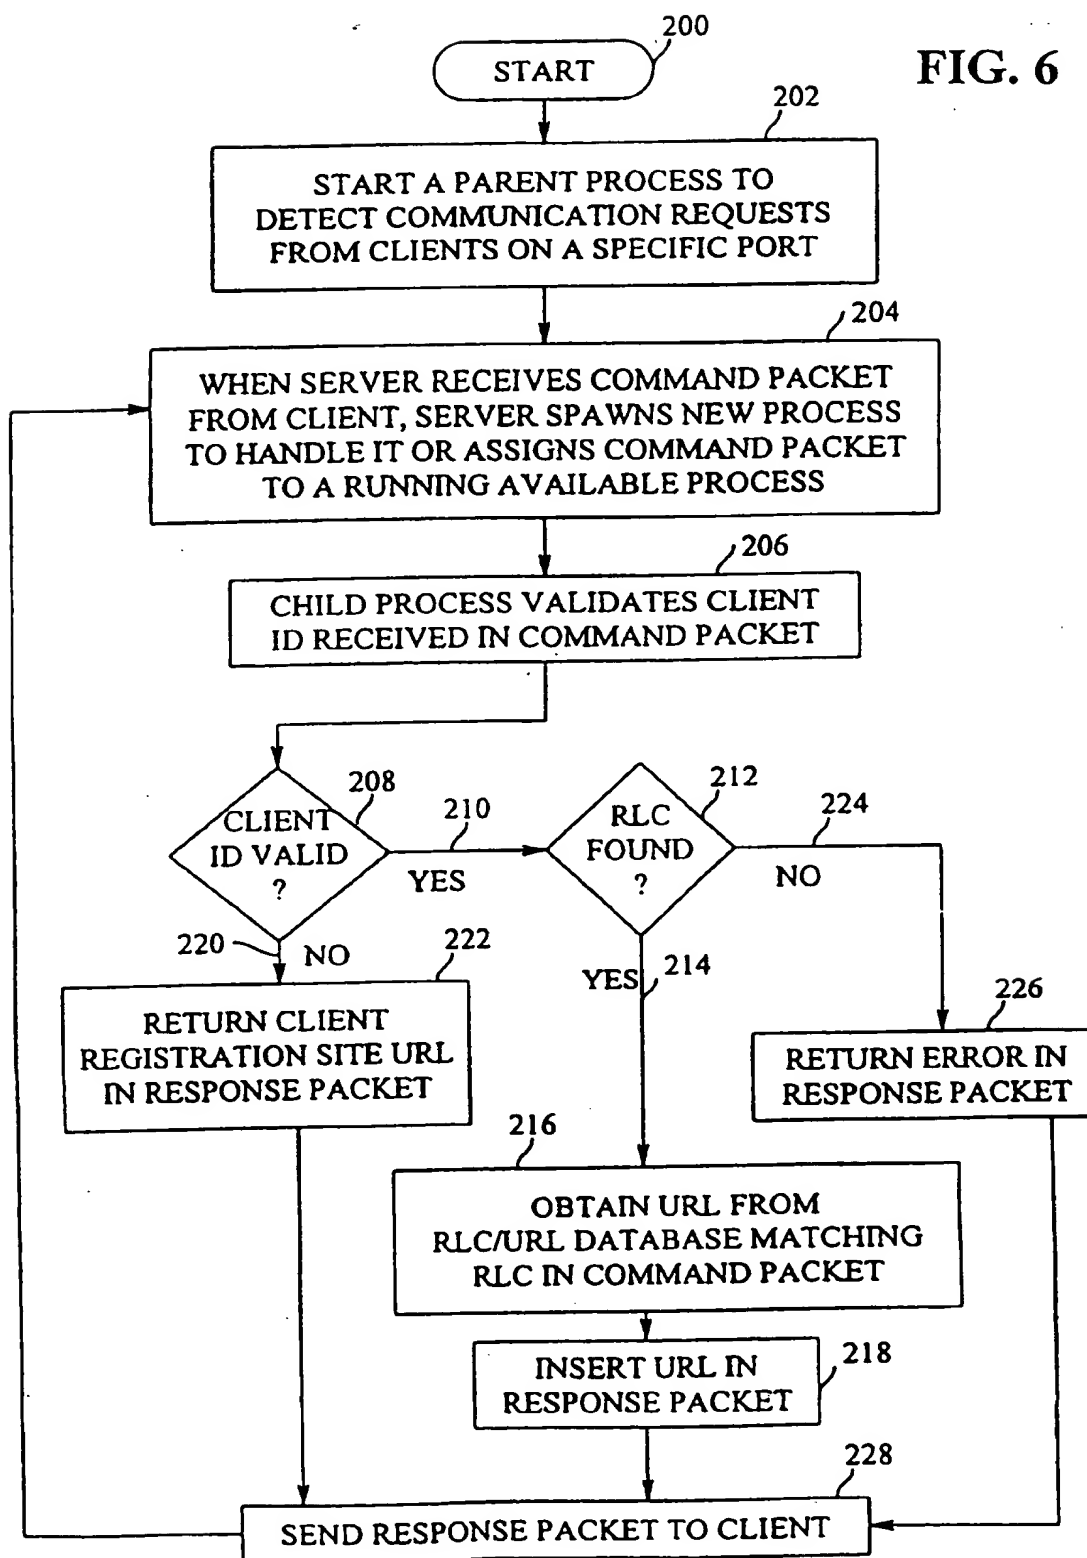 200
START
FIG. 6
202
START A PARENT PROCESS TO
DETECT COMMUNICATION REQUESTS
FROM CLIENTS ON A SPECIFIC PORT
204
WHEN SERVER RECEIVES COMMAND PACKET
FROM CLIENT, SERVER SPAWNS NEW PROCESS
TO HANDLE IT OR ASSIGNS COMMAND PACKET
TO A RUNNING AVAILABLE PROCESS
206
CHILD PROCESS VALIDATES CLIENT
ID RECEIVED IN COMMAND PACKET
208
CLIENT
ID VALID
?
210
YES
212
RLC
FOUND
?
224
NO
220
NO
222
RETURN CLIENT
REGISTRATION SITE URL
IN RESPONSE PACKET
YES
214
226
RETURN ERROR IN
RESPONSE PACKET
216
OBTAIN URL FROM
RLC/URL DATABASE MATCHING
RLC IN COMMAND PACKET
INSERT URL IN
RESPONSE PACKET
218
228
SEND RESPONSE PACKET TO CLIENT